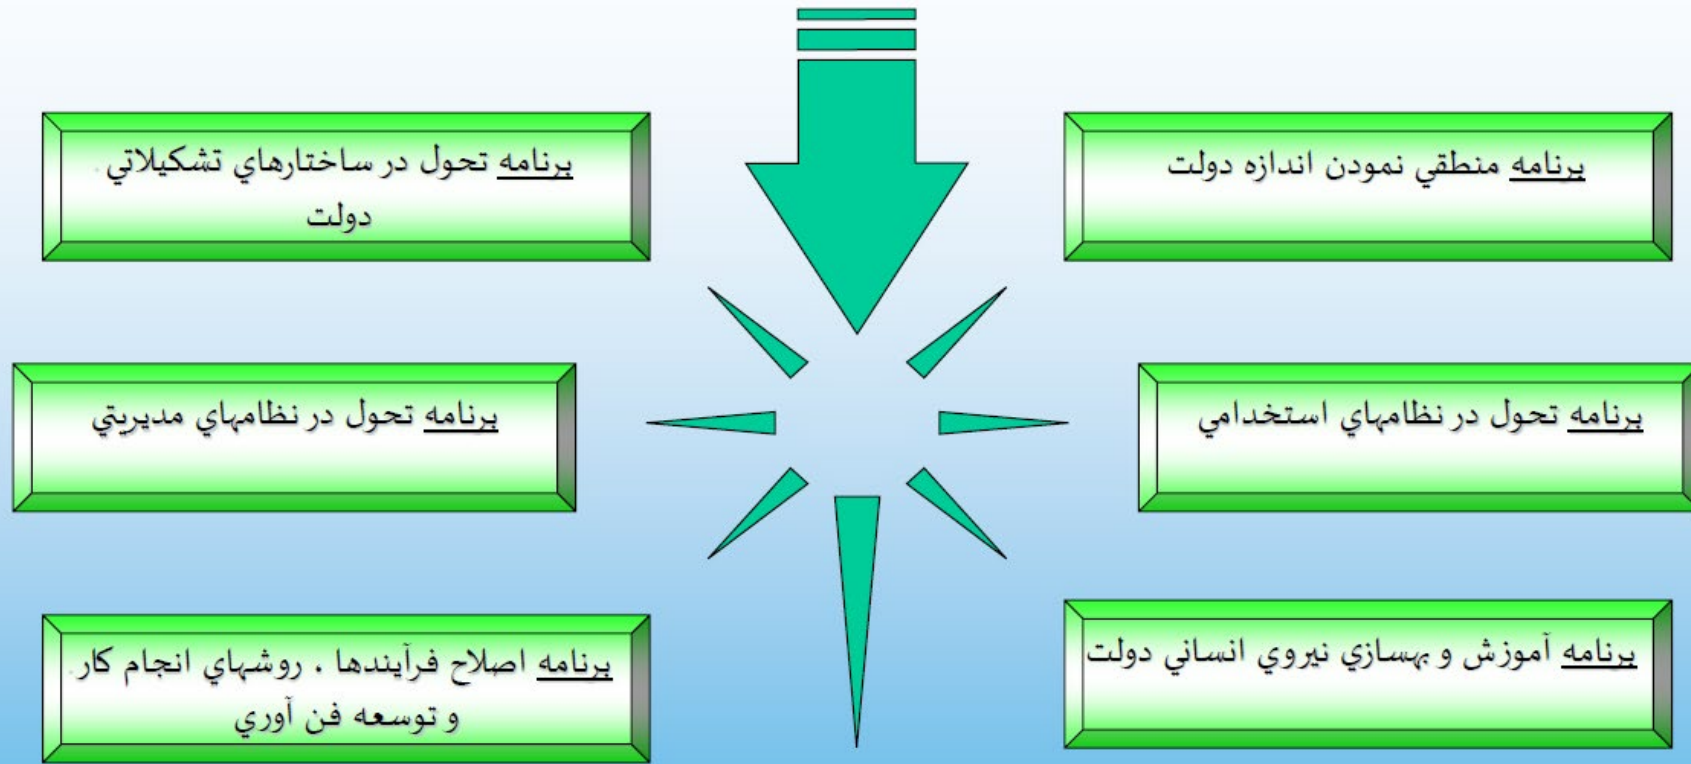 برنامه منطقي نمودن اندازه دولت
برنامه تحول در ساختارهاي تشكيلاتي
دولت
برنامه تحول در نظامهاي استخدامي
برنامه تحول در نظامهاي مديريتي
برنامه آموزش و بهسازي نيروي انساني دولت
برنامه اصلاح فرآيندها ، روشهاي انجام كار
و توسعه فن آوري